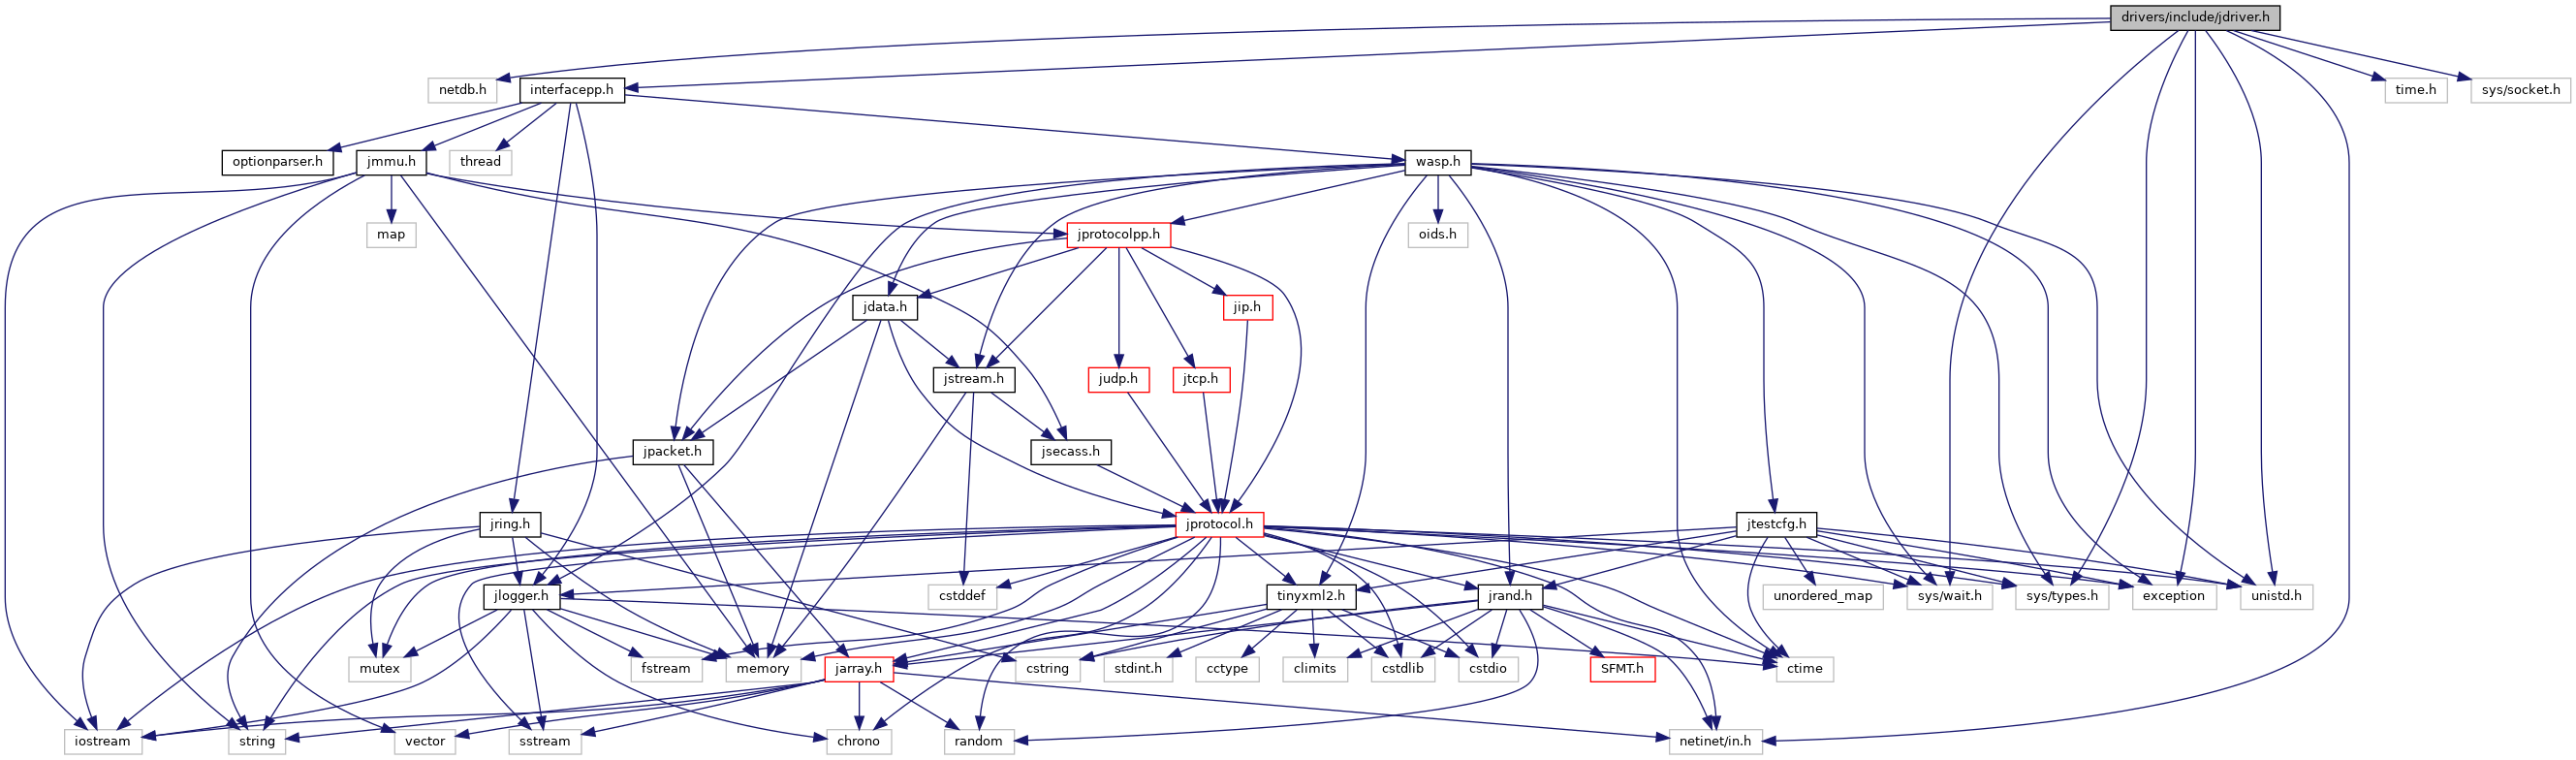 drivers/include/jdriver.h
netdb.h
interfacepp.h
time.h
sys/socket.h
optionparser.h
jmmu.h
thread
wasp.h
map
jprotocolpp.h
oids.h
jdata.h
jip.h
jstream.h
judp.h
jtcp.h
jpacket.h
jsecass.h
jring.h
jprotocol.h
jtestcfg.h
jlogger.h
cstddef
tinyxml2.h
jrand.h
unordered_map
sys/wait.h
sys/types.h
exception
unistd.h
mutex
fstream
memory
jarray.h
cstring
stdint.h
cctype
climits
cstdlib
cstdio
SFMT.h
ctime
iostream
string
vector
sstream
chrono
random
netinet/in.h